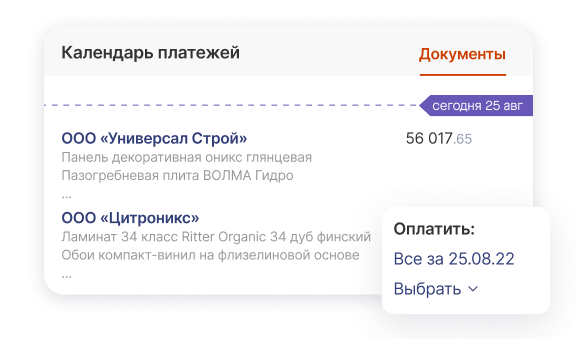 Календарь платежей
Документы
сегодня 25 авг
ООО «Универсал Строй»
56 017.65
Панель декоративная оникс глянцевая
Пазогребневая плита ВОЛМА Гидро
...
ООО «Цитроникс»
Ламинат 34 класс Ritter Organic 34 дуб финский
Обои компакт-винил на флизелиновой основе
...
Оплатить:
Все за 25.08.22
Выбрать